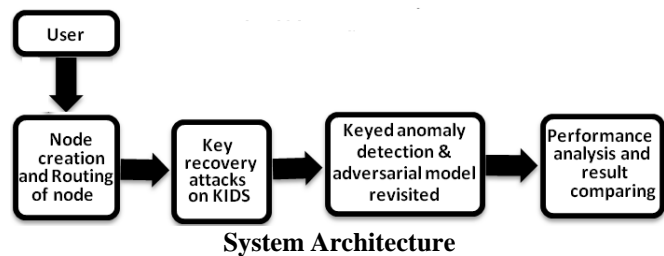 User
Node
creation
and Routing
of node
Key
recovery
attacks
on KIDS
Keyed anomaly
detection &
adversarial model
revisited
Performance
analysis and
result
comparing
System Architecture